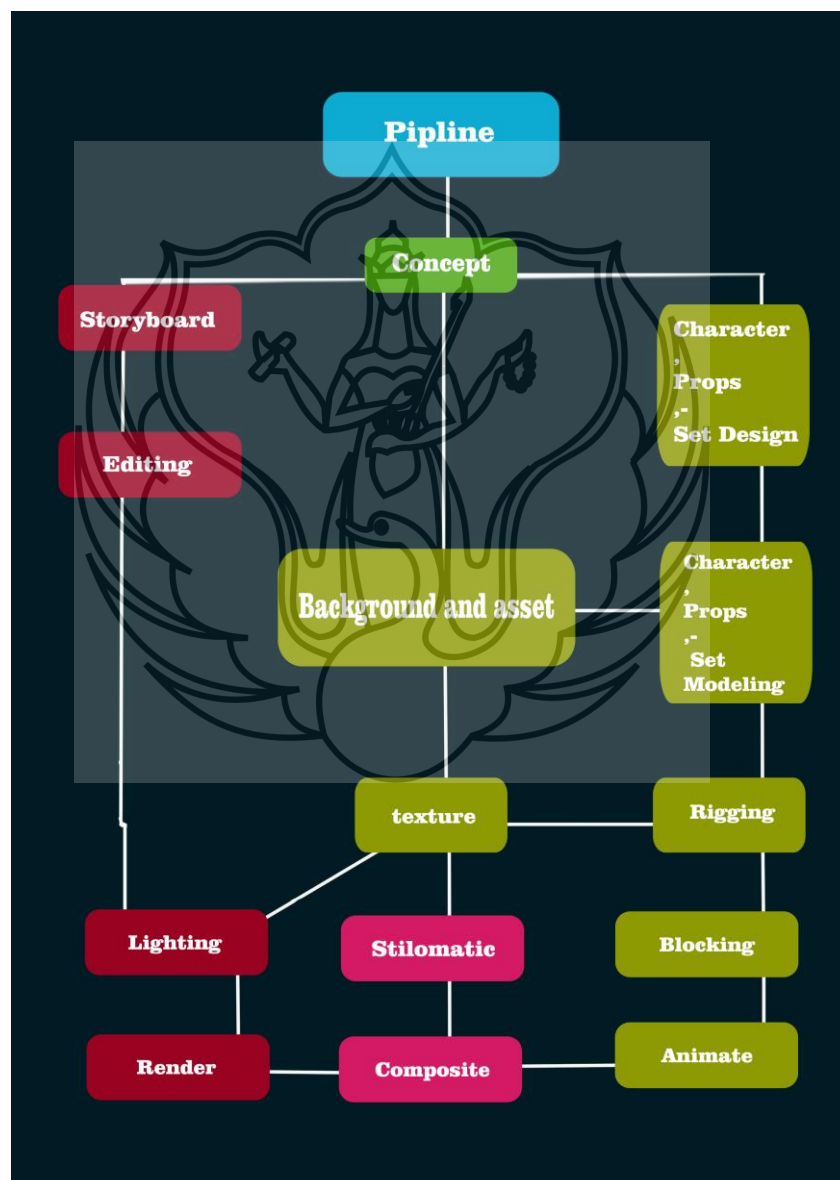 Pipline
Concept
Storyboard
Character
,
Props
,-
Set Design
Editing
Background and asset
Character
,
Props
,-
Set
Modeling
texture
Rigging
Lighting
Stilomatic
Blocking
Render
Composite
Animate